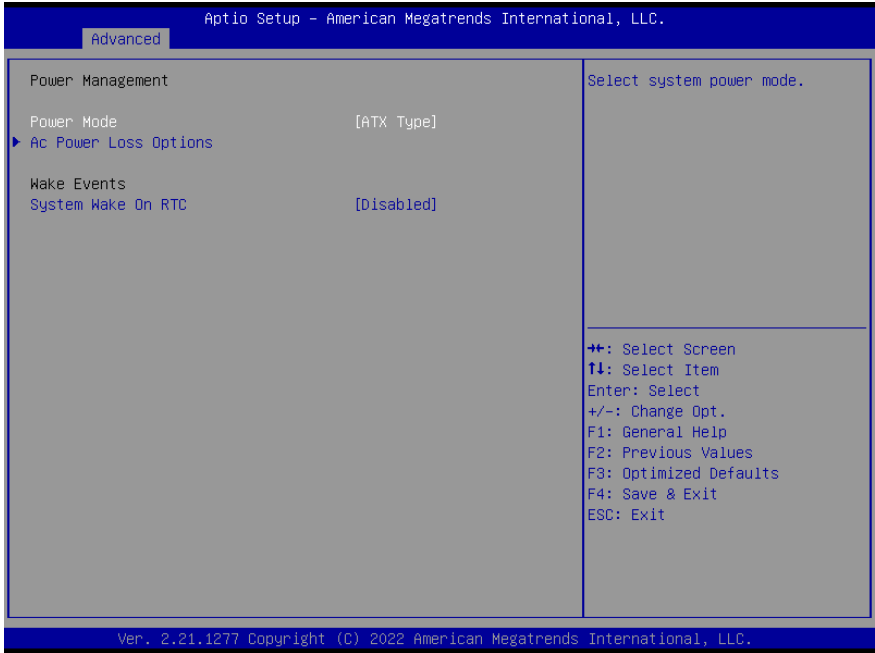 Aptio Setup – American Megatrends International, LLC.
Advanced
Power Management
Power Mode [ATX Type]
Ac Power Loss Options
Wake Events
System Wake On RTC [Disabled]
Select system power mode.
→←: Select Screen
↑↓: Select Item
Enter: Select
+/-: Change Opt.
F1: General Help
F2: Previous Values
F3: Optimized Defaults
F4: Save & Exit
ESC: Exit
Ver. 2.21.1277 Copyright (C) 2022 American Megatrends International, LLC.